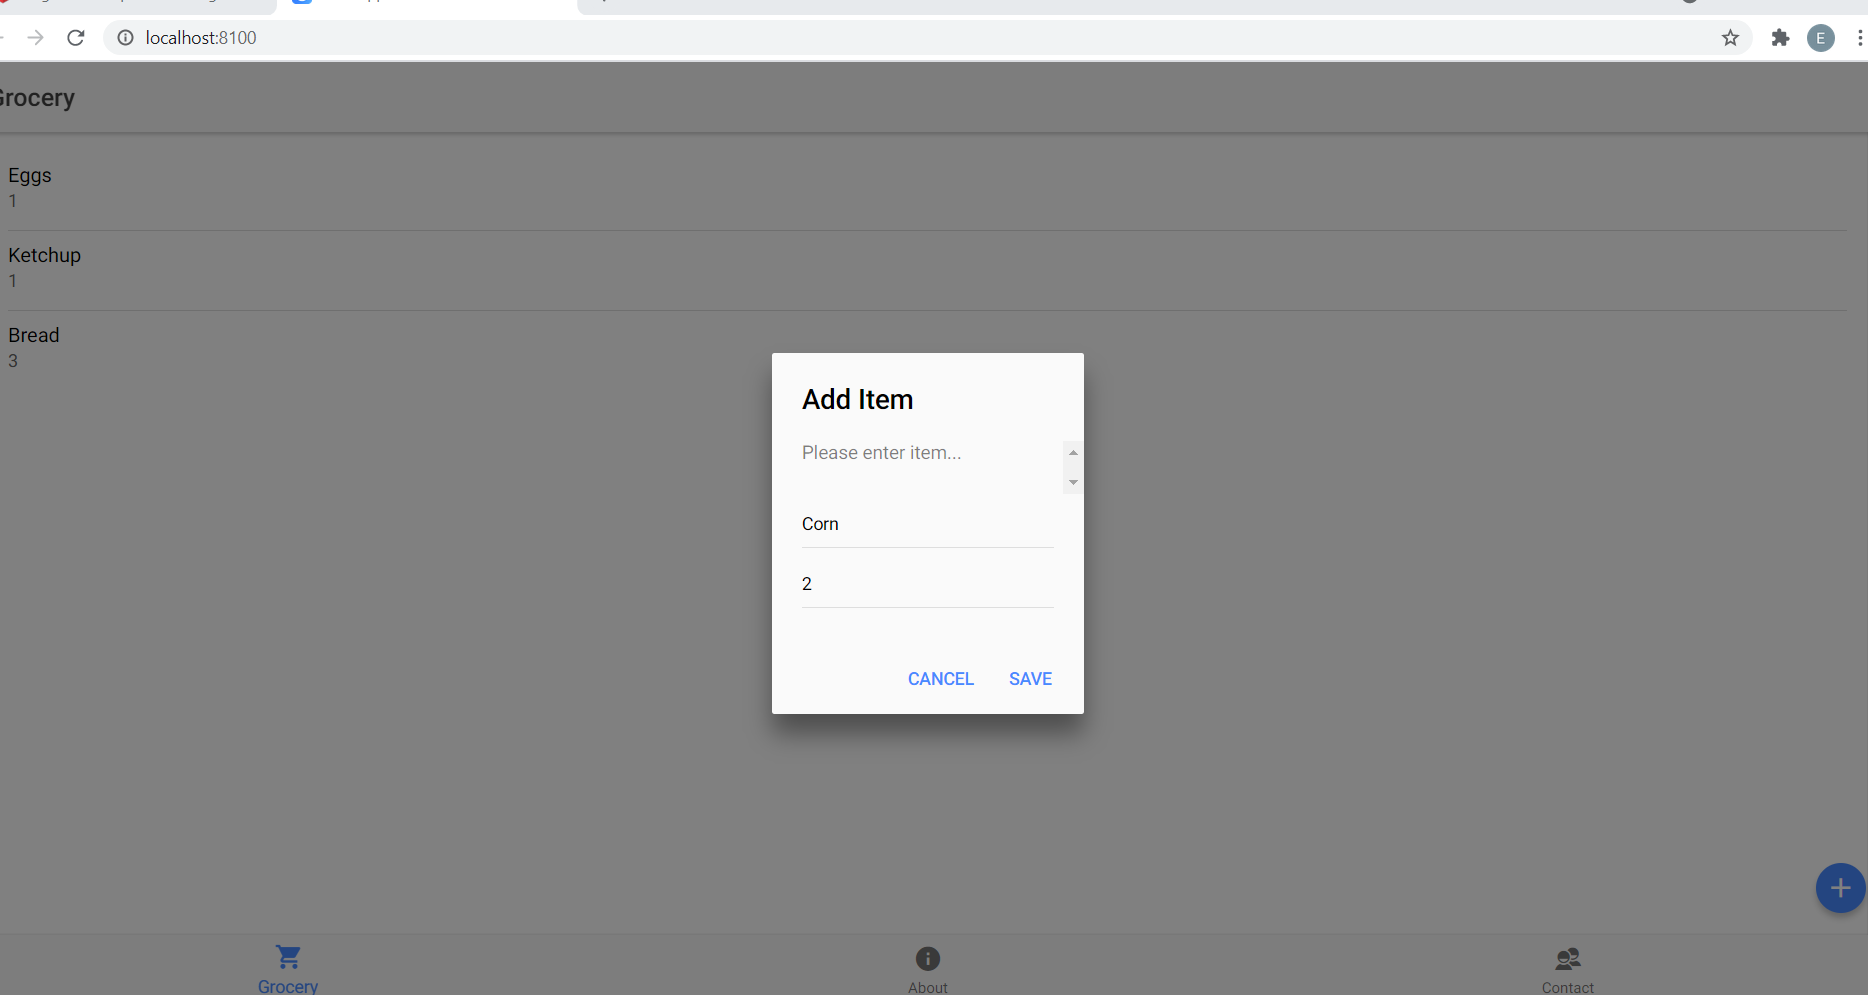 localhost:8100
E
Grocery
Eggs
1
Ketchup
1
Bread
3
Add Item
Please enter item...
Corn
2
CANCEL SAVE
Grocery
About
Contact